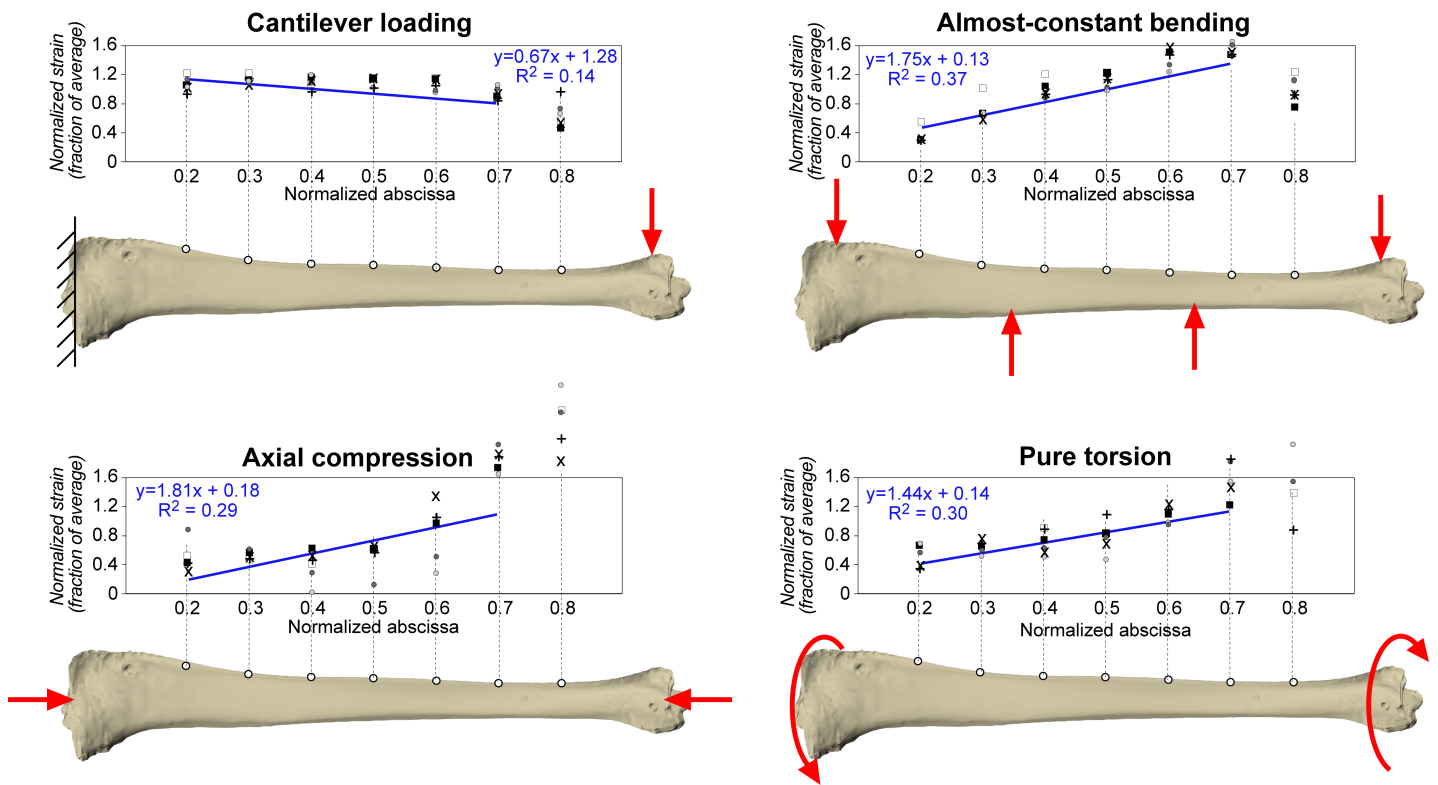 Cantilever loading
Normalized strain
(fraction of average)
1.6
1.2
0.8
0.4
0
y=0.67x + 1.28
R² = 0.14
0.2 0.3 0.4 0.5 0.6 0.7 0.8
Normalized abscissa
Almost-constant bending
Normalized strain
(fraction of average)
1.6
1.2
0.8
0.4
0
y=1.75x + 0.13
R² = 0.37
0.2 0.3 0.4 0.5 0.6 0.7 0.8
Normalized abscissa
Axial compression
Normalized strain
(fraction of average)
1.6
1.2
0.8
0.4
0
y=1.81x + 0.18
R² = 0.29
0.2 0.3 0.4 0.5 0.6 0.7 0.8
Normalized abscissa
Pure torsion
Normalized strain
(fraction of average)
1.6
1.2
0.8
0.4
0
y=1.44x + 0.14
R² = 0.30
0.2 0.3 0.4 0.5 0.6 0.7 0.8
Normalized abscissa